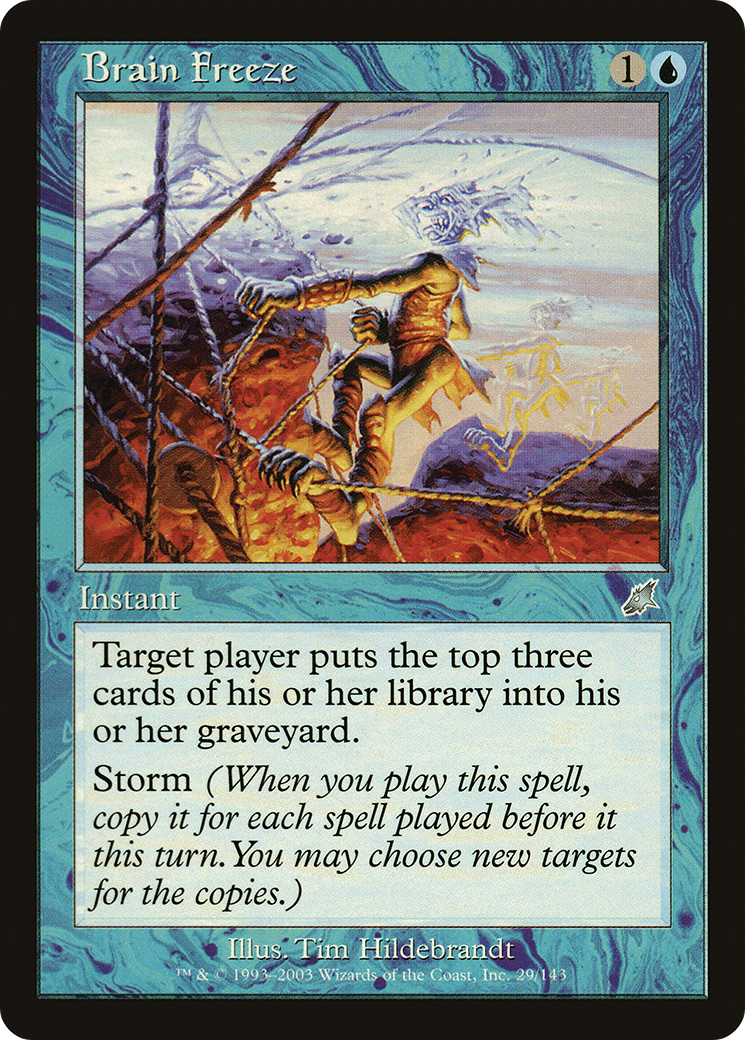 Brain Freeze 1
Instant
Target player puts the top three
cards of his or her library into his
or her graveyard.
Storm (When you play this spell,
copy it for each spell played before it
this turn. You may choose new targets
for the copies.)
Illus. Tim Hildebrandt
™ & © 1993–2003 Wizards of the Coast, Inc. 29/143